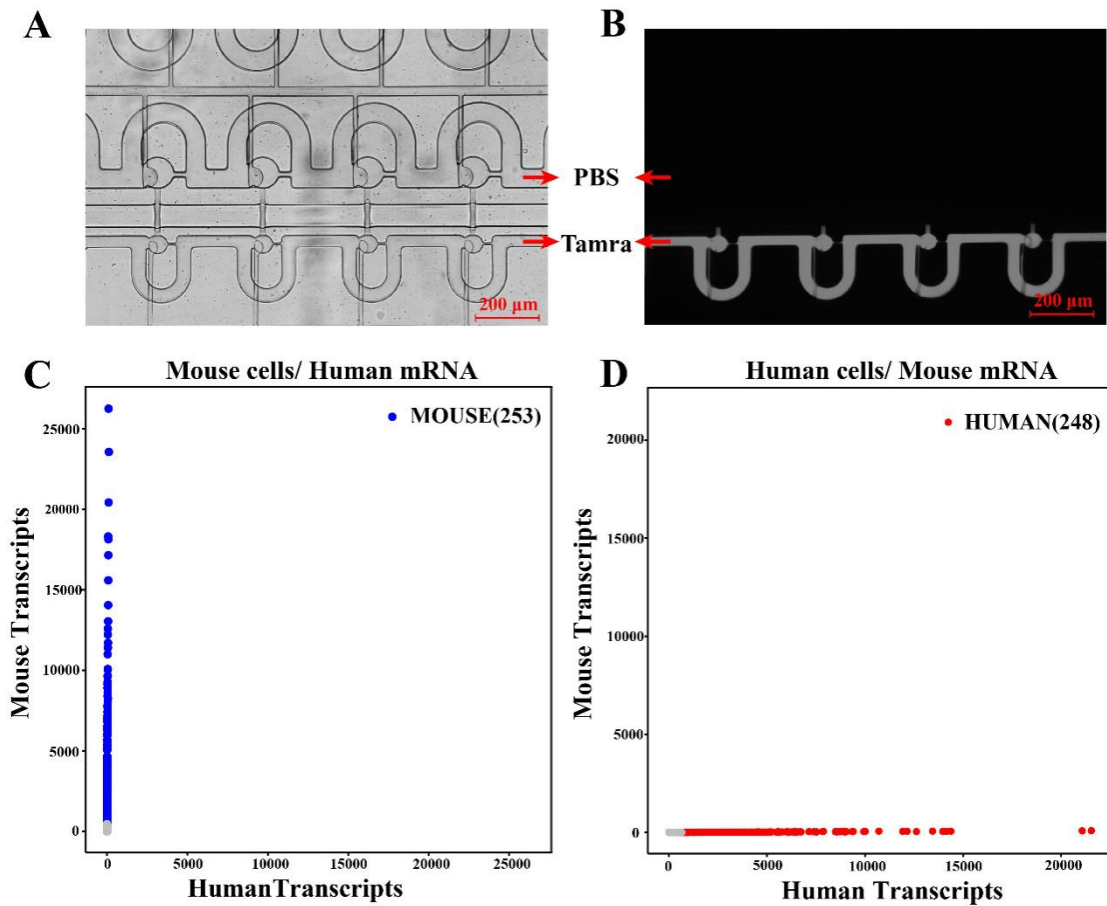 A
B
PBS
Tamra
200 µm
200 µm
C
Mouse cells/ Human mRNA
MOUSE(253)
25000
20000
15000
10000
5000
0
Mouse Transcripts
0
5000
10000
15000
20000
25000
HumanTranscripts
D
Human cells/ Mouse mRNA
HUMAN(248)
20000
15000
10000
5000
0
Mouse Transcripts
0
5000
10000
15000
20000
Human Transcripts